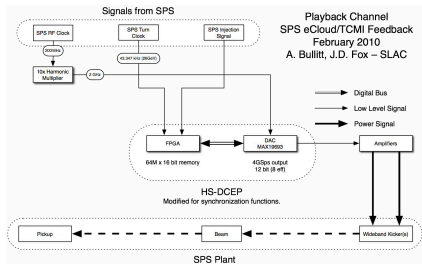 Signals from SPS
Playback Channel
SPS eCloud/TCMI Feedback
February 2010
A. Bullitt, J.D. Fox – SLAC
SPS RF Clock
SPS Turn
Clock
SPS Injection
Signal
200MHz
43.347 kHz (26GeV)
10x Harmonic
Multiplier
2 GHz
Digital Bus
Low Level Signal
Power Signal
FPGA
DAC
MAX19693
Amplifiers
64M x 16 bit memory
4GSps output
12 bit (8 eff)
HS-DCEP
Modified for synchronization functions.
Pickup
Beam
Wideband Kicker(s)
SPS Plant